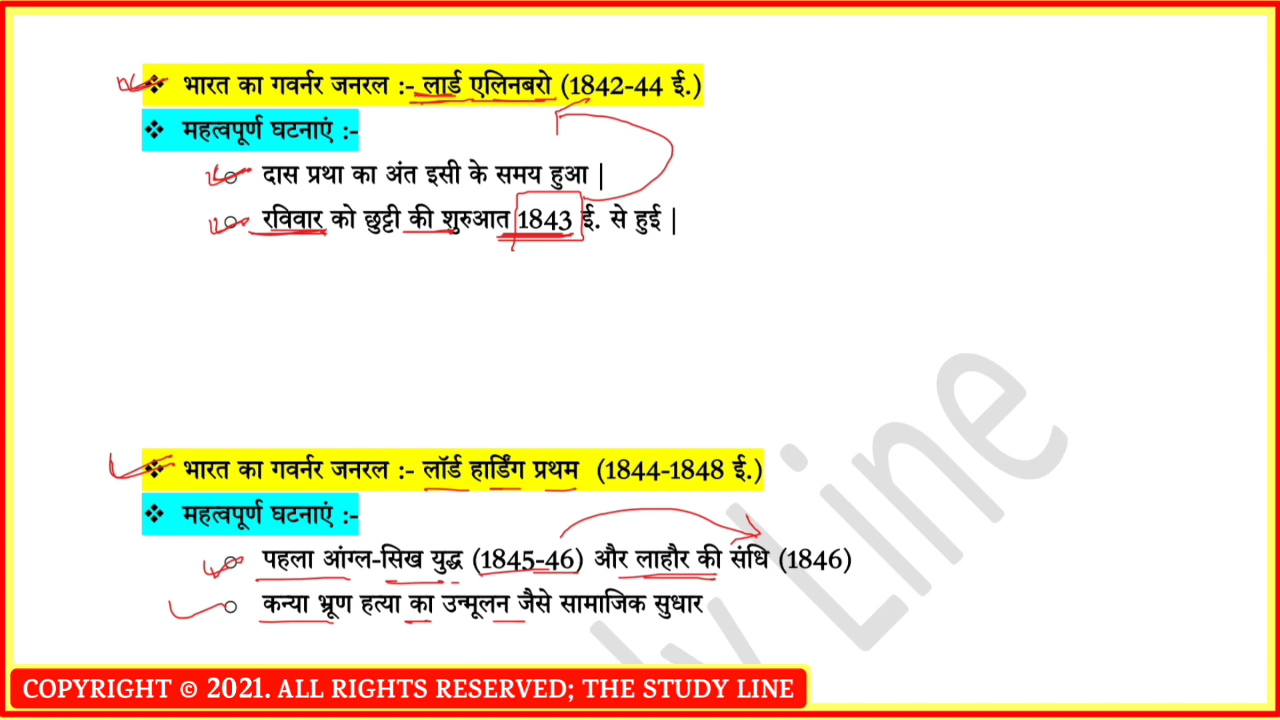 ❖ भारत का गवर्नर जनरल :- लार्ड एलिनबरो (1842-44 ई.)
❖ महत्वपूर्ण घटनाएं :-
○ दास प्रथा का अंत इसी के समय हुआ |
○ रविवार को छुट्टी की शुरुआत 1843 ई. से हुई |
❖ भारत का गवर्नर जनरल :- लॉर्ड हार्डिंग प्रथम (1844-1848 ई.)
❖ महत्वपूर्ण घटनाएं :-
○ पहला आंग्ल-सिख युद्ध (1845-46) और लाहौर की संधि (1846)
○ कन्या भ्रूण हत्या का उन्मूलन जैसे सामाजिक सुधार
dy Line
COPYRIGHT © 2021. ALL RIGHTS RESERVED; THE STUDY LINE